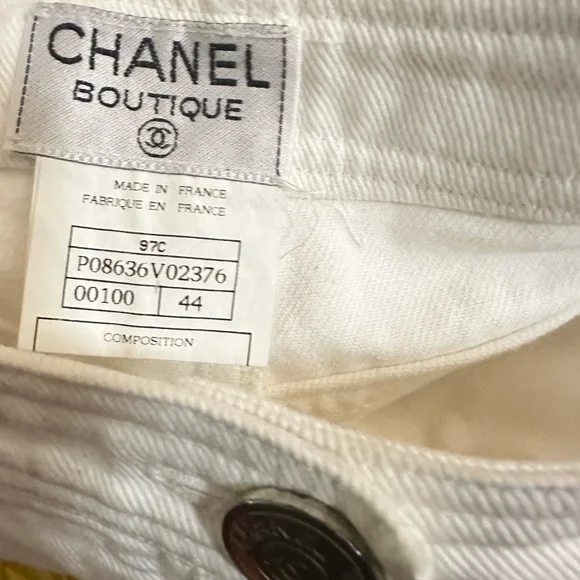 CHANEL
BOUTIQUE
MADE IN FRANCE
FABRIQUE EN FRANCE
97C
P08636V02376
00100 44
COMPOSITION